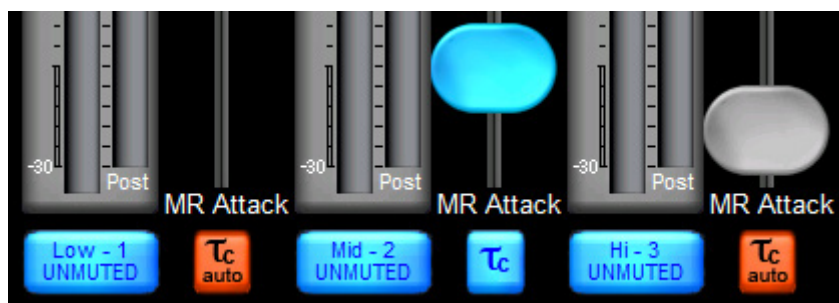 -30 Post -30 Post -30 Post
MR Attack MR Attack MR Attack
Low - 1 τc Mid - 2 τc Hi - 3 τc
UNMUTED auto UNMUTED UNMUTED auto